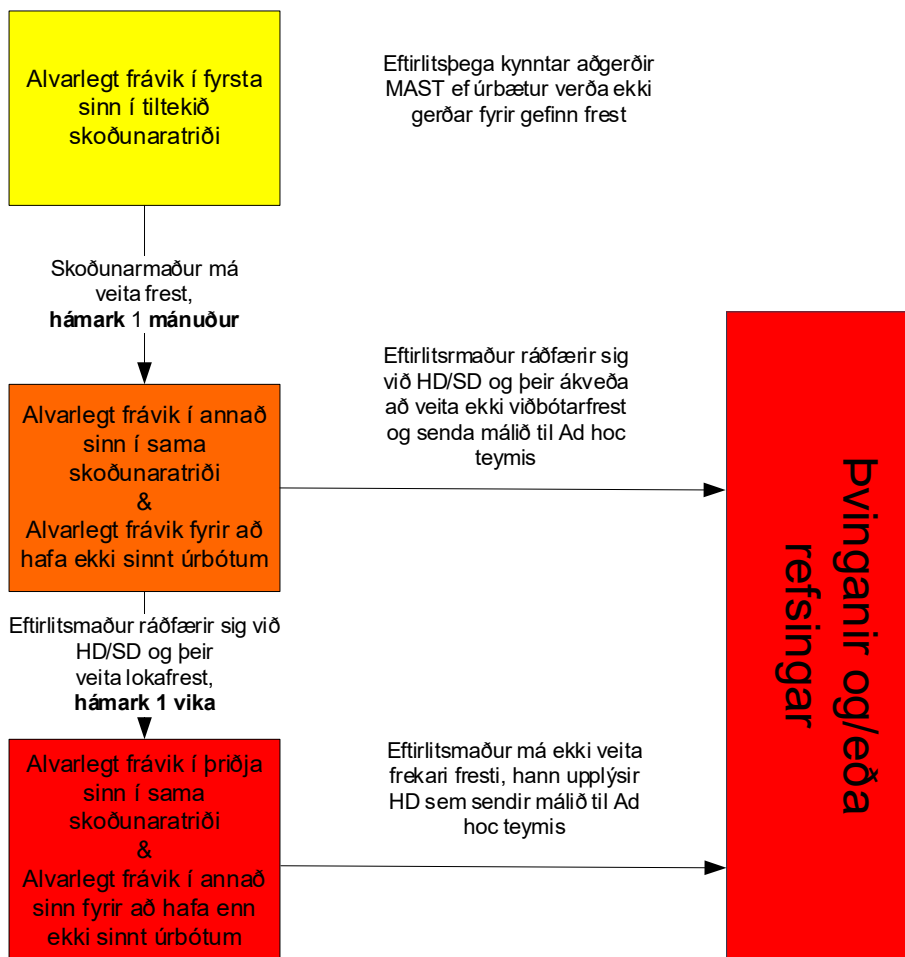 Alvarlegt frávik í fyrsta
sinn í tiltekið
skoðunaratriði
Eftirlitsþega kynntar aðgerðir
MAST ef úrbætur verða ekki
gerðar fyrir gefinn frest
Skoðunarmaður má
veita frest,
hámark 1 mánuður
Alvarlegt frávik í annað
sinn í sama
skoðunaratriði
&
Alvarlegt frávik fyrir að
hafa ekki sinnt úrbótum
Eftirlitsrmaður ráðfærir sig
við HD/SD og þeir ákveða
að veita ekki viðbótarfrest
og senda málið til Ad hoc
teymis
Eftirlitsmaður ráðfærir sig við
HD/SD og þeir
veita lokafrest,
hámark 1 vika
Alvarlegt frávik í þriðja
sinn í sama
skoðunaratriði
&
Alvarlegt frávik í annað
sinn fyrir að hafa enn
ekki sinnt úrbótum
Eftirlitsmaður má ekki veita
frekari fresti, hann upplýsir
HD sem sendir málið til Ad
hoc teymis
Þvinganir og/eða
refsingar